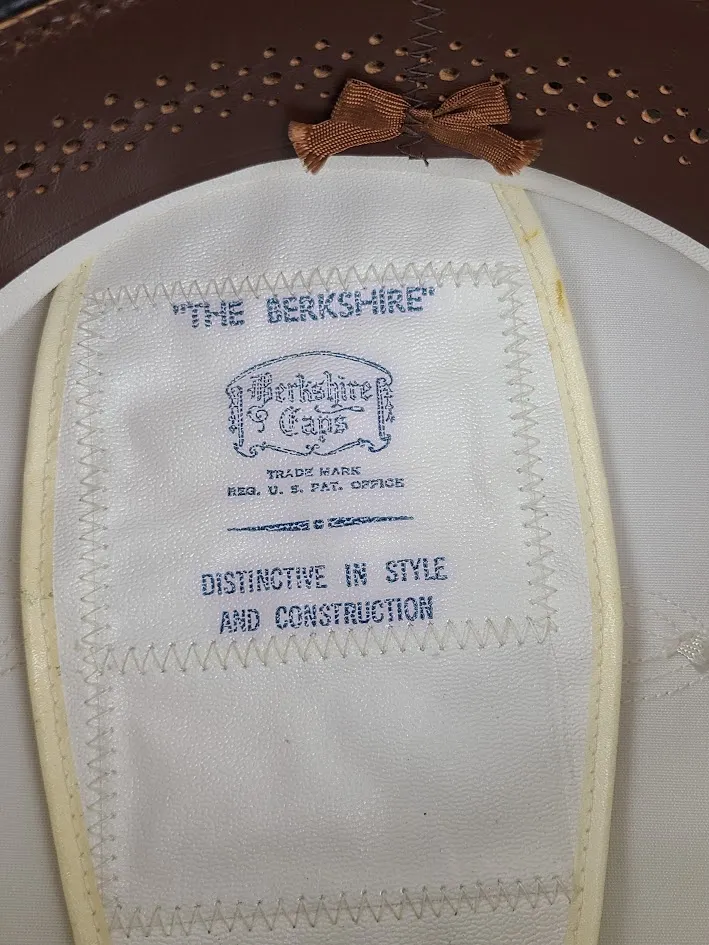 "THE BERKSHIRE"
Berkshire
Caps
TRADE MARK
REG. U. S. PAT. OFFICE
DISTINCTIVE IN STYLE
AND CONSTRUCTION